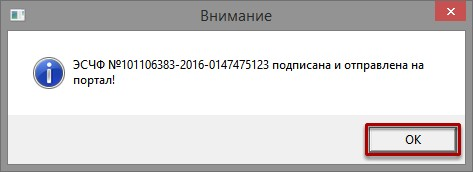 Внимание
ЭСЧФ №101106383-2016-0147475123 подписана и отправлена на
портал!
OK